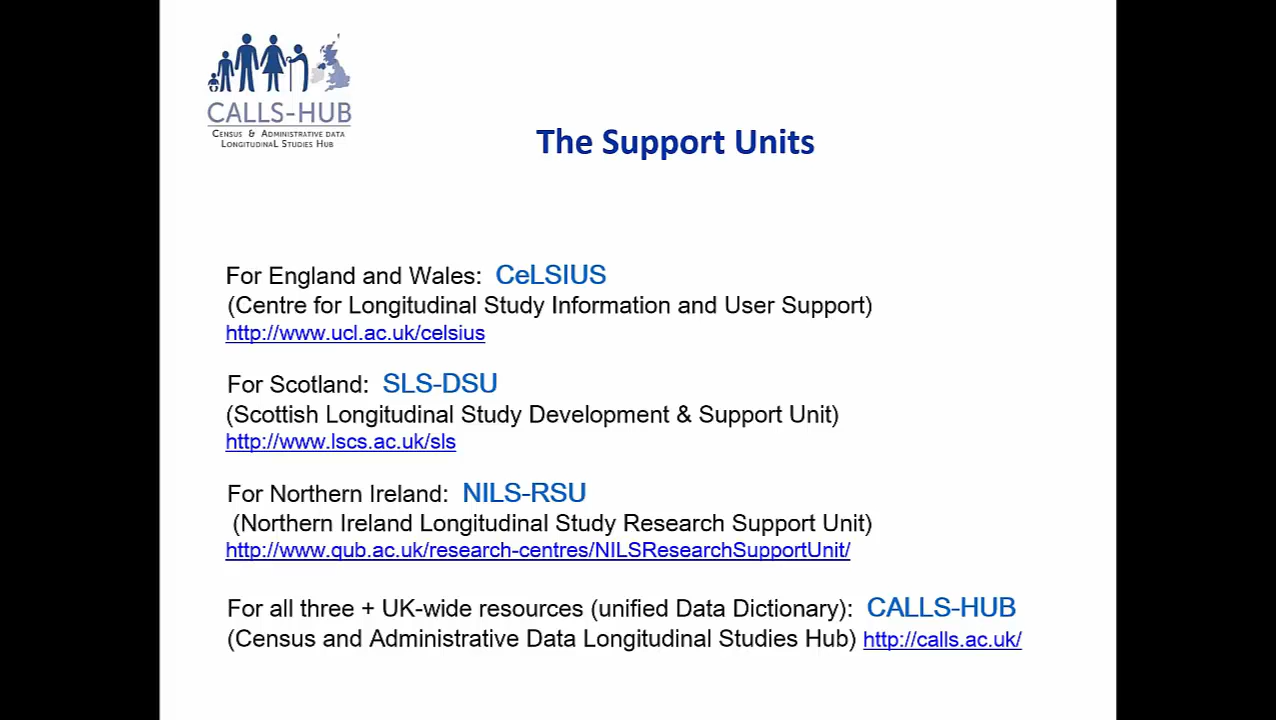 CALLS-HUB
CENSUS & ADMINISTRATIVE DATA
LONGITUDINAL STUDIES HUB
The Support Units
For England and Wales: CeLSIUS
(Centre for Longitudinal Study Information and User Support)
http://www.ucl.ac.uk/celsius
For Scotland: SLS-DSU
(Scottish Longitudinal Study Development & Support Unit)
http://www.lscs.ac.uk/sls
For Northern Ireland: NILS-RSU
(Northern Ireland Longitudinal Study Research Support Unit)
http://www.qub.ac.uk/research-centres/NILSResearchSupportUnit/
For all three + UK-wide resources (unified Data Dictionary): CALLS-HUB
(Census and Administrative Data Longitudinal Studies Hub) http://calls.ac.uk/